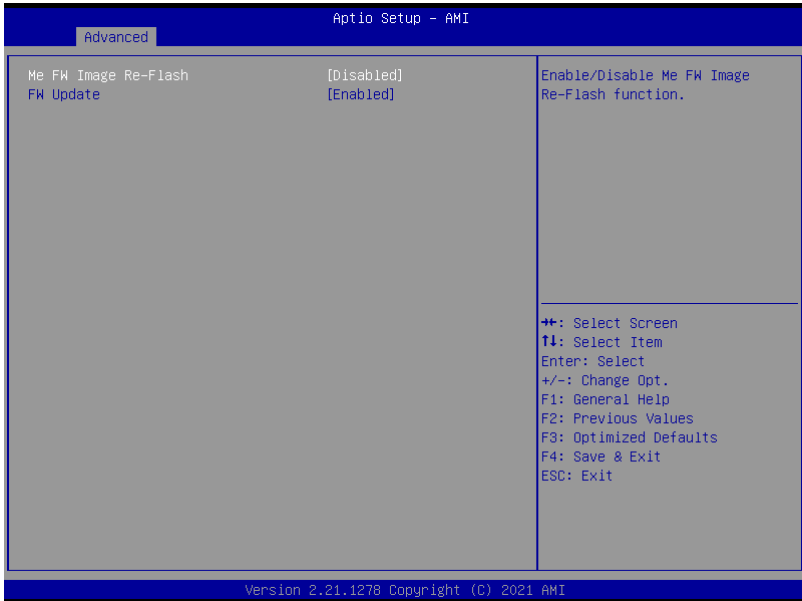 Aptio Setup – AMI
Advanced
Me FW Image Re-Flash [Disabled]
FW Update [Enabled]
Enable/Disable Me FW Image
Re-Flash function.
→←: Select Screen
↑↓: Select Item
Enter: Select
+/-: Change Opt.
F1: General Help
F2: Previous Values
F3: Optimized Defaults
F4: Save & Exit
ESC: Exit
Version 2.21.1278 Copyright (C) 2021 AMI